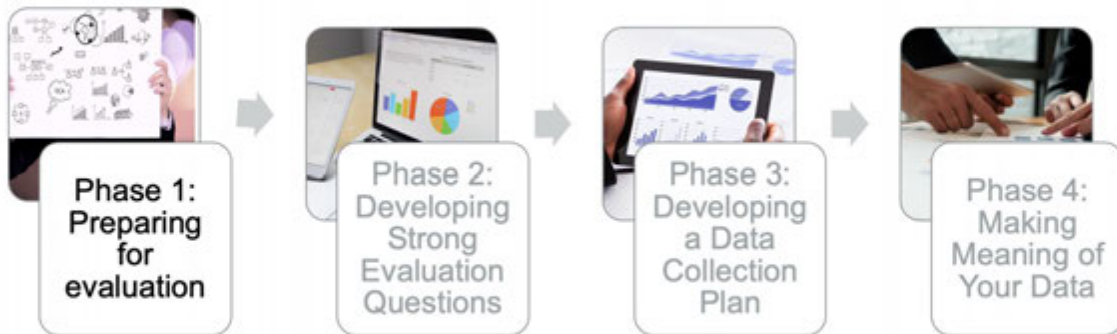 Phase 1:
Preparing
for
evaluation
Phase 2:
Developing
Strong
Evaluation
Questions
Phase 3:
Developing
a Data
Collection
Plan
Phase 4:
Making
Meaning of
Your Data